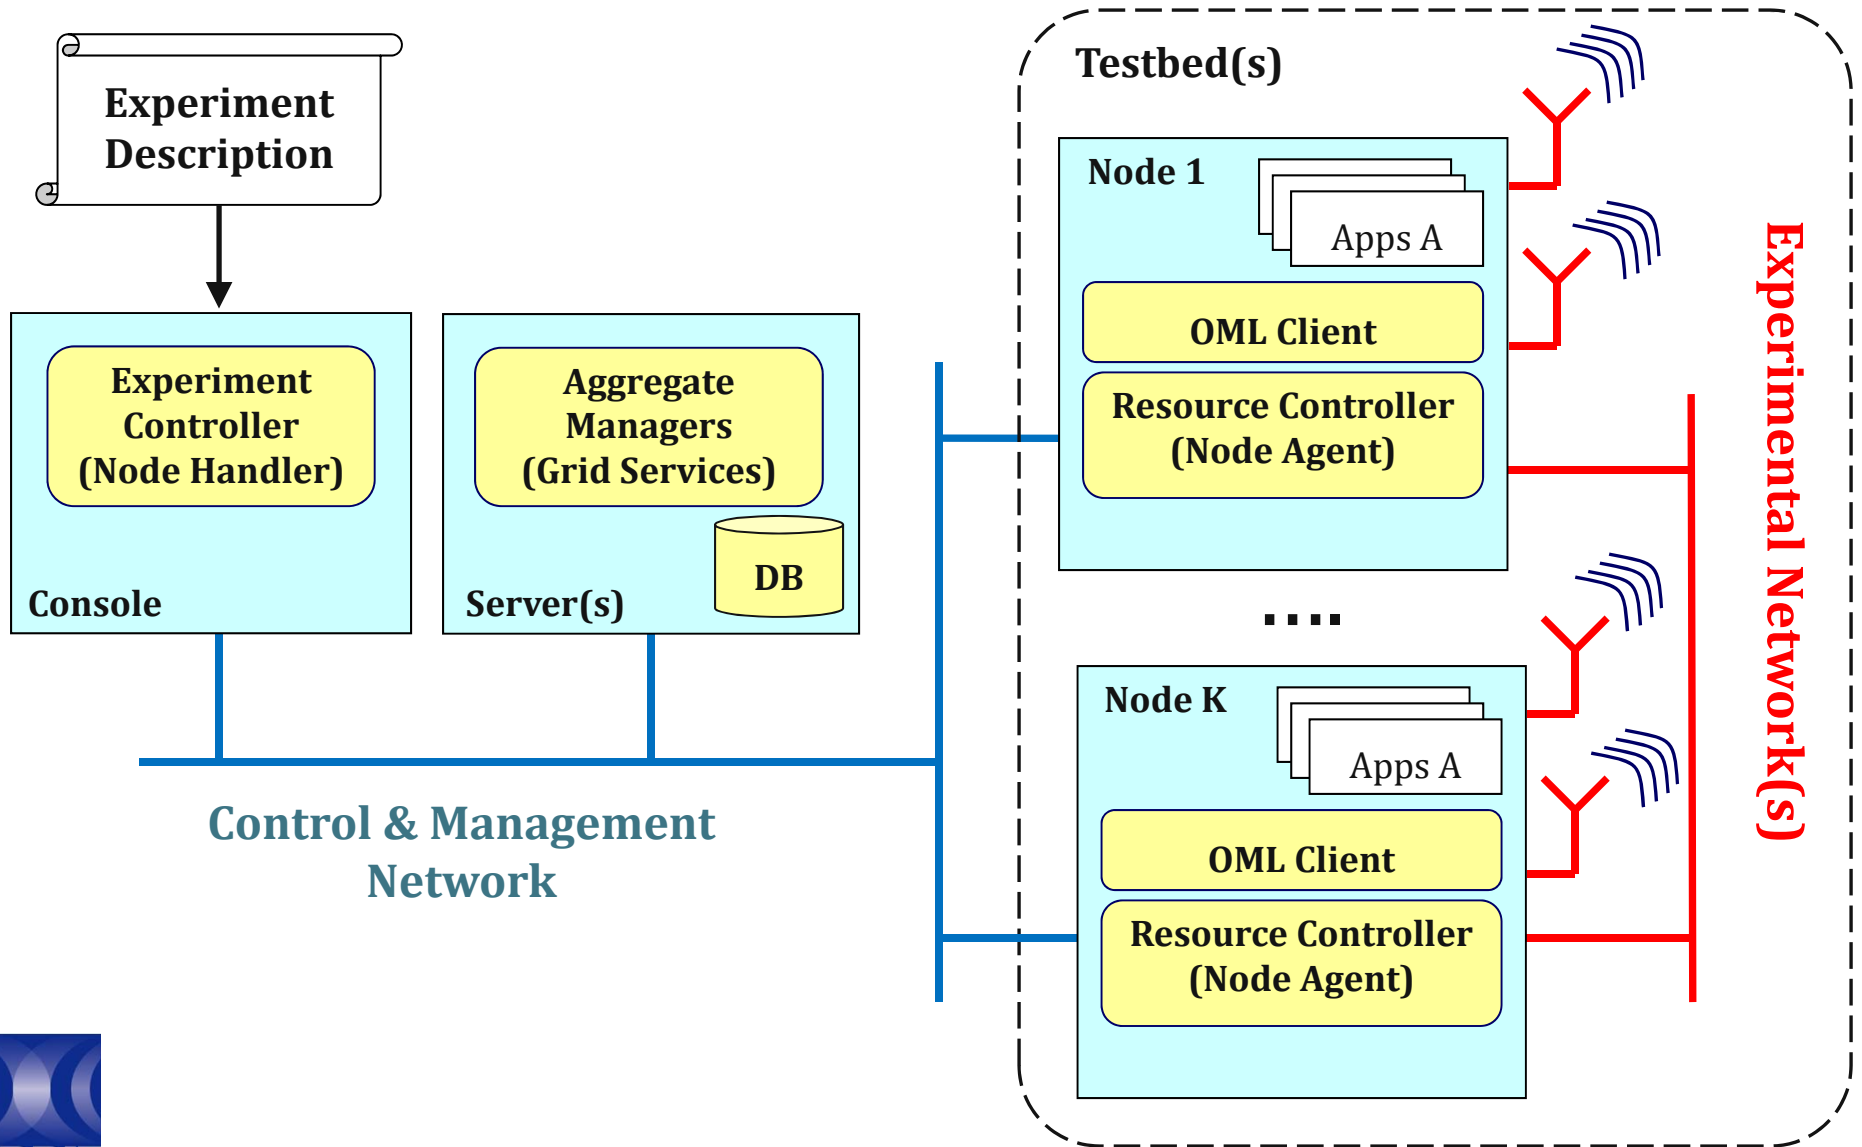 Experiment
Description
Experiment
Controller
(Node Handler)
Console
Aggregate
Managers
(Grid Services)
DB
Server(s)
Control & Management
Network
Testbed(s)
Node 1
Apps A
OML Client
Resource Controller
(Node Agent)
....
Node K
Apps A
OML Client
Resource Controller
(Node Agent)
Experimental Network(s)